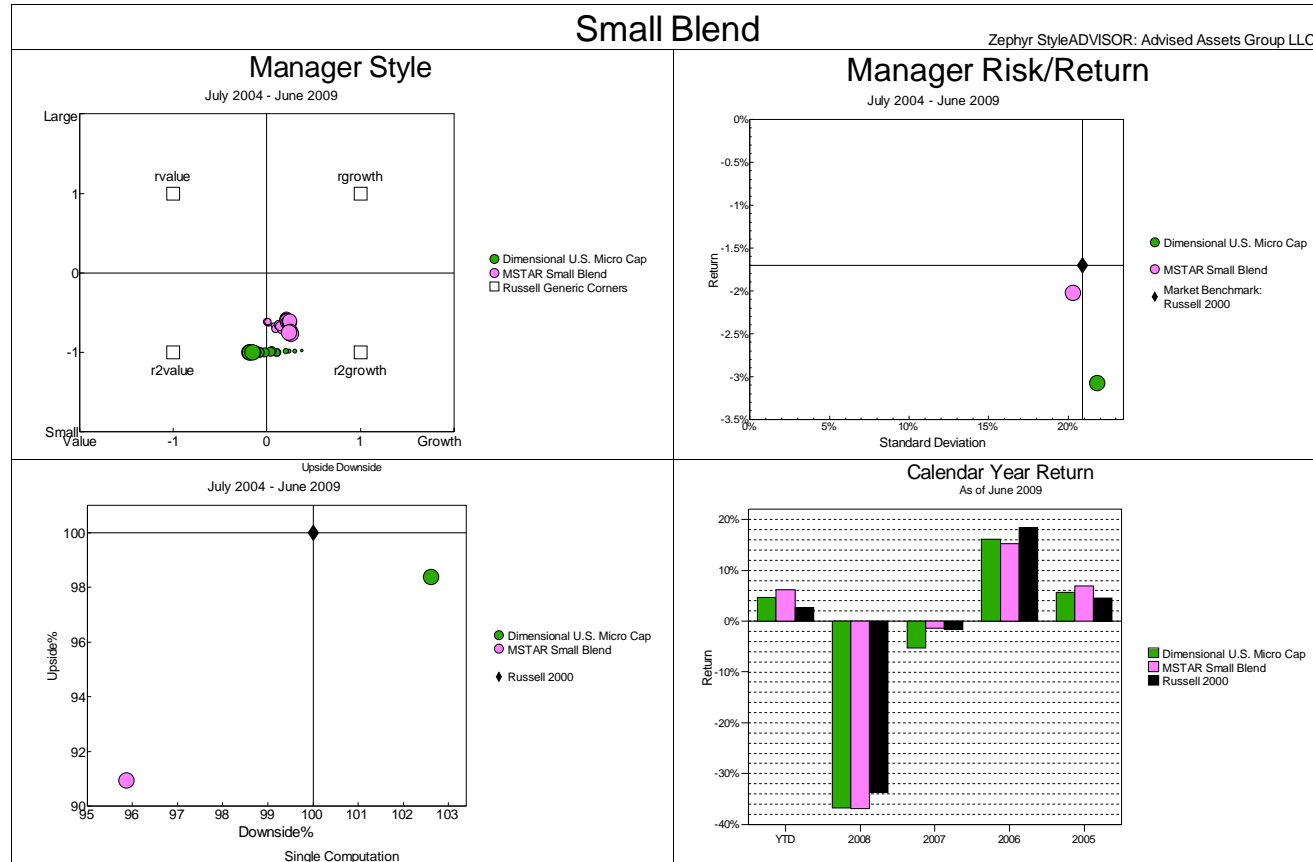 Small Blend
Zephyr StyleADVISOR: Advised Assets Group LLC
Manager Style
July 2004 - June 2009
Large
rvalue
rgrowth
1
0
-1
r2value
r2growth
Small
Value
-1
0
1
Growth
Dimensional U.S. Micro Cap
MSTAR Small Blend
Russell Generic Corners
Manager Risk/Return
July 2004 - June 2009
Return
0%
-0.5%
-1%
-1.5%
-2%
-2.5%
-3%
-3.5%
0%
5%
10%
15%
20%
Standard Deviation
Dimensional U.S. Micro Cap
MSTAR Small Blend
Market Benchmark:
Russell 2000
Upside Downside
July 2004 - June 2009
Upside%
100
98
96
94
92
90
95
96
97
98
99
100
101
102
103
Downside%
Single Computation
Dimensional U.S. Micro Cap
MSTAR Small Blend
Russell 2000
Calendar Year Return
As of June 2009
Return
20%
10%
0%
-10%
-20%
-30%
-40%
YTD
2008
2007
2006
2005
Dimensional U.S. Micro Cap
MSTAR Small Blend
Russell 2000